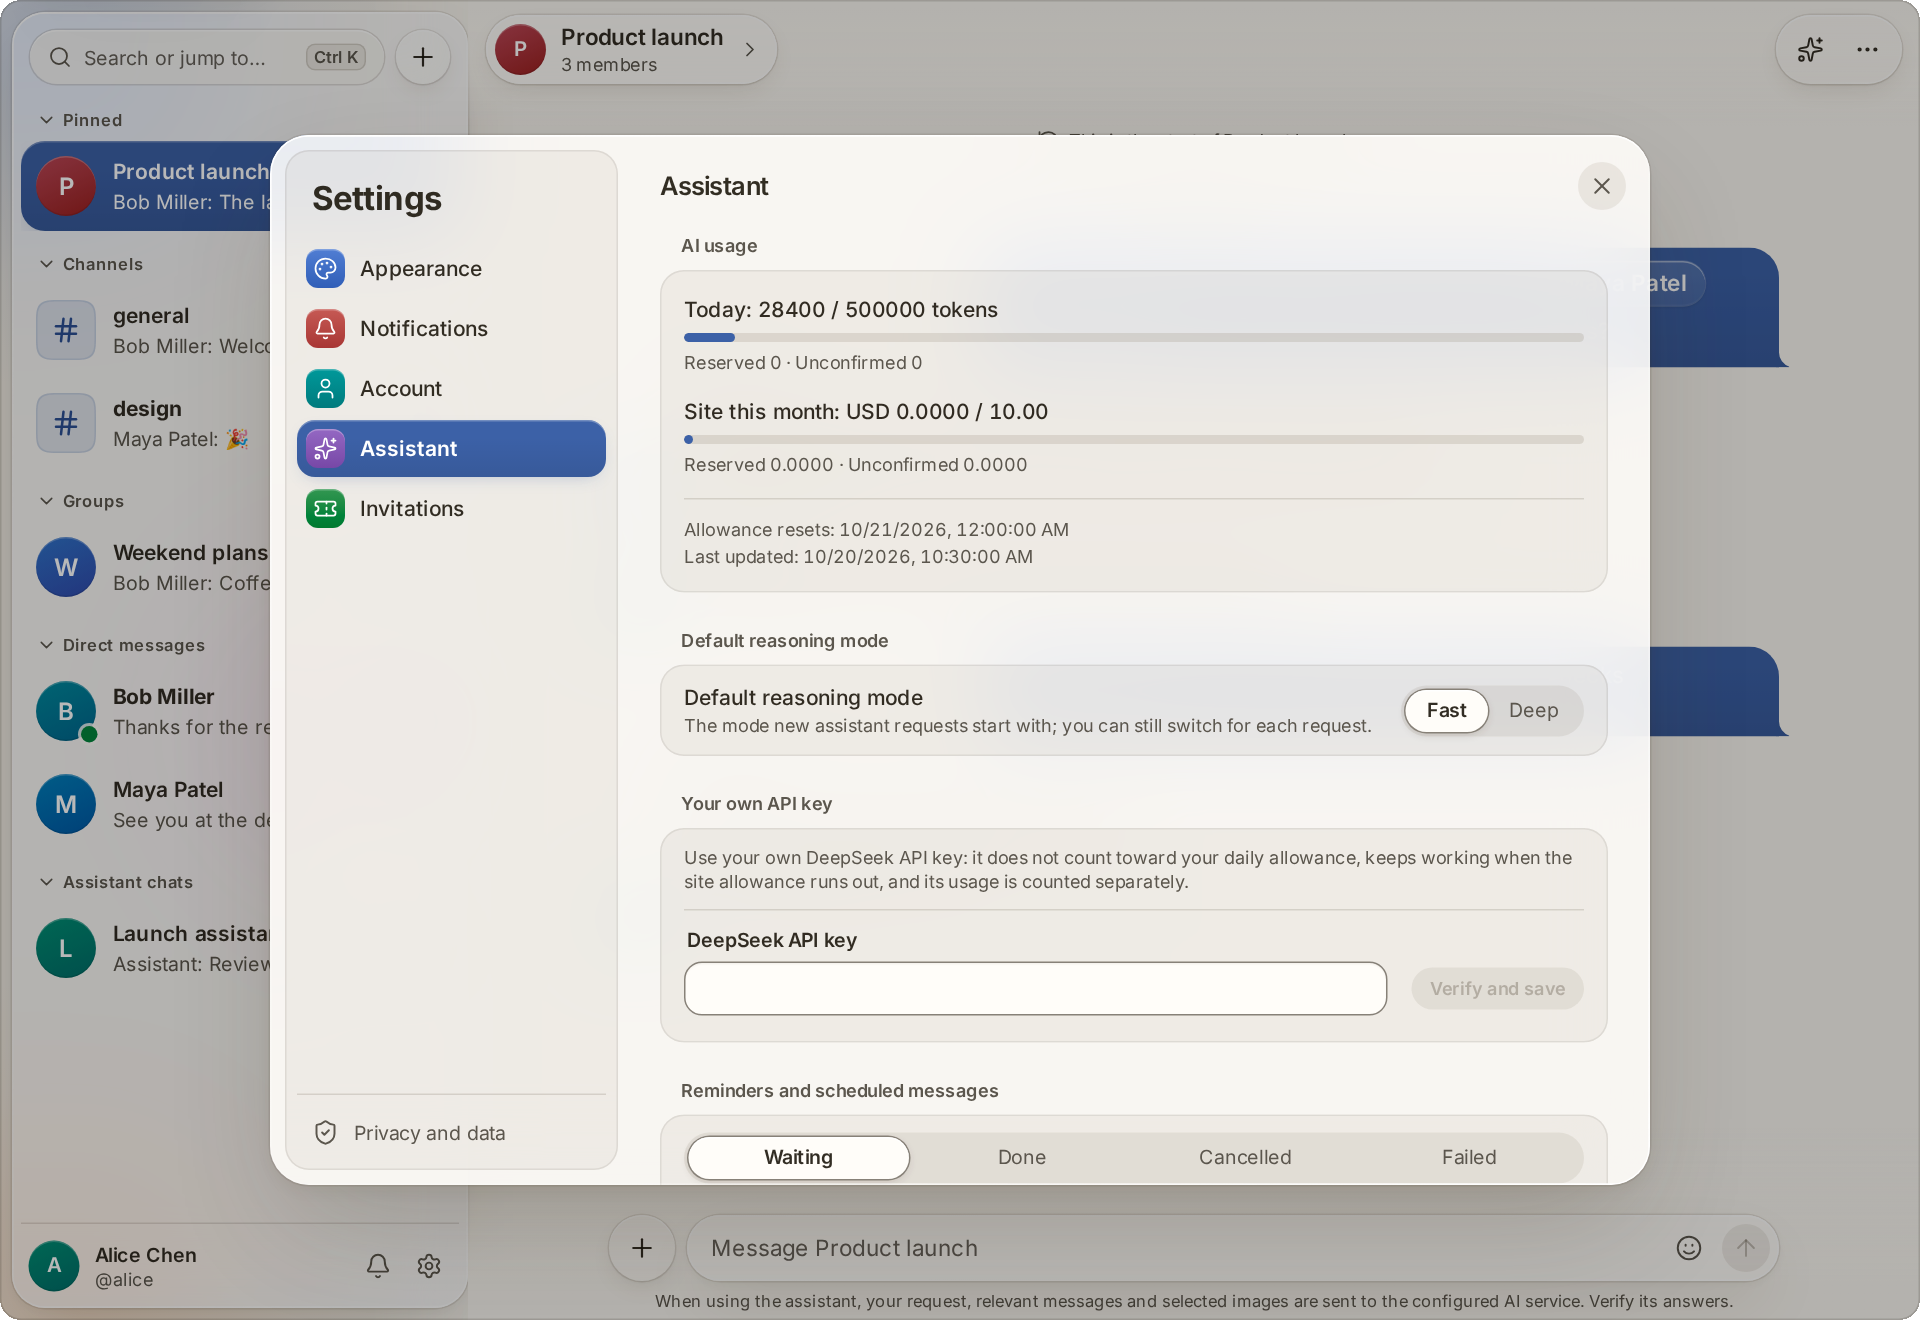 Search or jump to...
Ctrl K
Pinned
P
Product launch
Bob Miller: The
Channels
general
Bob Miller:
design
Maya Patel: 🎉
Groups
W
Weekend plans
Bob Miller:
Direct messages
B
Bob Miller
Thanks for the
M
Maya Patel
See you at the
Assistant chats
L
Launch
Assistant:
A
Alice Chen
@alice
P
Product launch
3 members
Patel
Settings
Appearance
Notifications
Account
Assistant
Invitations
Privacy and data
Assistant
AI usage
Today: 28400 / 500000 tokens
Reserved 0 · Unconfirmed 0
Site this month: USD 0.0000 / 10.00
Reserved 0.0000 · Unconfirmed 0.0000
Allowance resets: 10/21/2026, 12:00:00 AM
Last updated: 10/20/2026, 10:30:00 AM
Default reasoning mode
Default reasoning mode
The mode new assistant requests start with; you can still switch for each request.
Fast
Deep
Your own API key
Use your own DeepSeek API key: it does not count toward your daily allowance, keeps working when the
site allowance runs out, and its usage is counted separately.
DeepSeek API key
Verify and save
Reminders and scheduled messages
Waiting
Done
Cancelled
Failed
Message Product launch
When using the assistant, your request, relevant messages and selected images are sent to the configured AI service. Verify its answers.